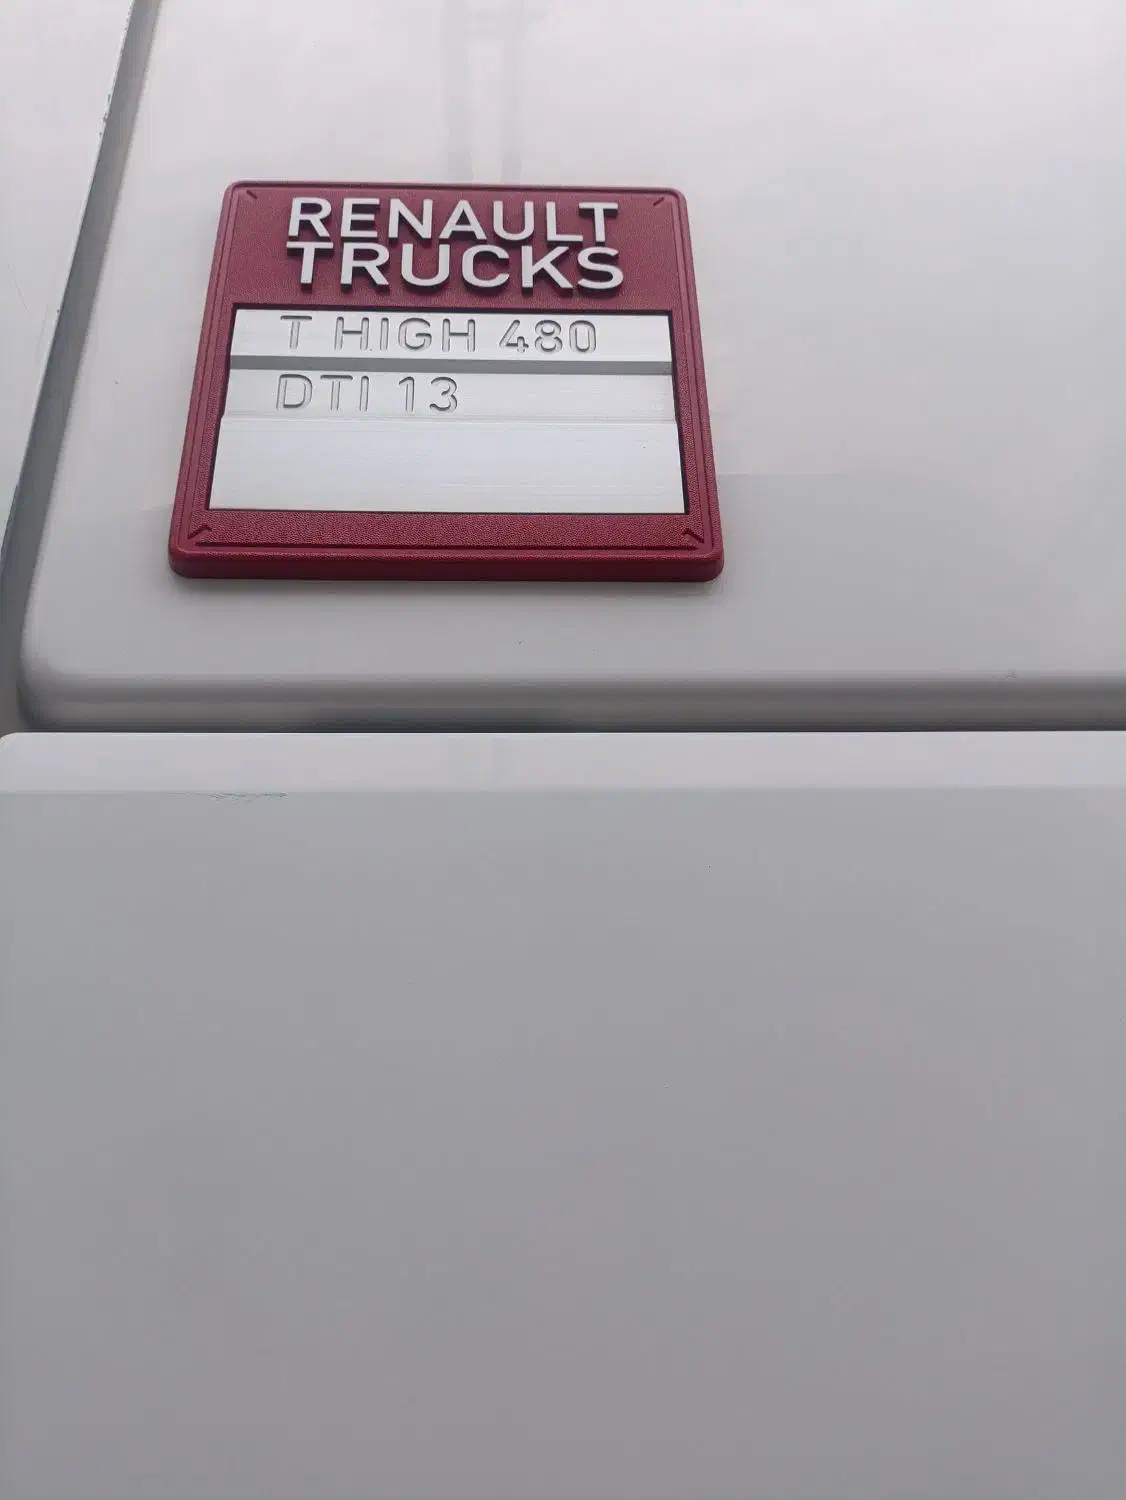 RENAULT
TRUCKS
T HIGH 480
DTI 13